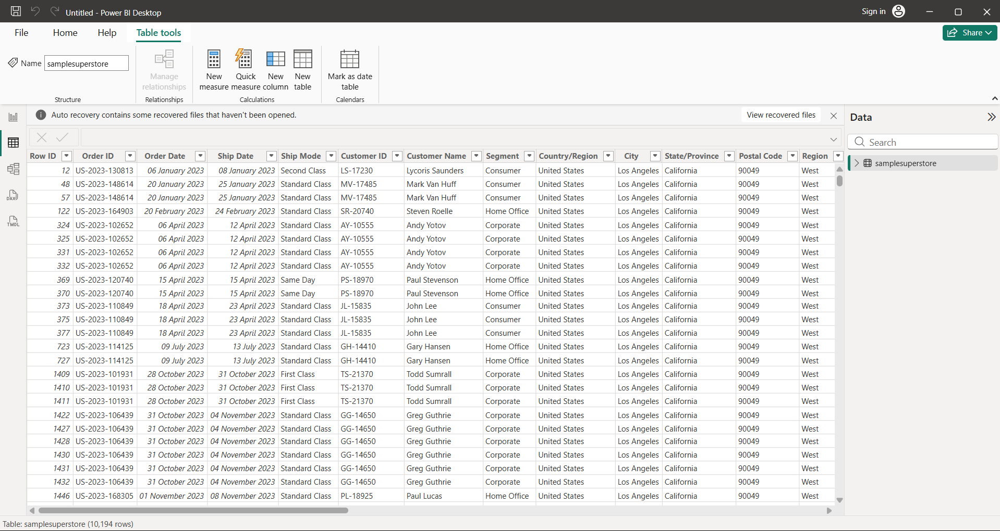 Untitled - Power BI Desktop
Sign in
File Home Help Table tools
Share
Name samplesuperstore
Manage relationships
New measure
Quick measure
New column
New table
Mark as date table
Structure Relationships Calculations Calendars
Auto recovery contains some recovered files that haven't been opened.
View recovered files
Data
Search
samplesuperstore
DAX
TMDL
Row ID Order ID Order Date Ship Date Ship Mode Customer ID Customer Name Segment Country/Region City State/Province Postal Code Region
12 US-2023-130813 06 January 2023 08 January 2023 Second Class LS-17230 Lycoris Saunders Consumer United States Los Angeles California 90049 West
48 US-2023-148614 20 January 2023 25 January 2023 Standard Class MV-17485 Mark Van Huff Consumer United States Los Angeles California 90049 West
57 US-2023-148614 20 January 2023 25 January 2023 Standard Class MV-17485 Mark Van Huff Consumer United States Los Angeles California 90049 West
122 US-2023-164903 20 February 2023 24 February 2023 Standard Class SR-20740 Steven Roelle Home Office United States Los Angeles California 90049 West
324 US-2023-102652 06 April 2023 12 April 2023 Standard Class AY-10555 Andy Yotov Corporate United States Los Angeles California 90049 West
325 US-2023-102652 06 April 2023 12 April 2023 Standard Class AY-10555 Andy Yotov Corporate United States Los Angeles California 90049 West
331 US-2023-102652 06 April 2023 12 April 2023 Standard Class AY-10555 Andy Yotov Corporate United States Los Angeles California 90049 West
332 US-2023-102652 06 April 2023 12 April 2023 Standard Class AY-10555 Andy Yotov Corporate United States Los Angeles California 90049 West
369 US-2023-120740 15 April 2023 15 April 2023 Same Day PS-18970 Paul Stevenson Home Office United States Los Angeles California 90049 West
370 US-2023-120740 15 April 2023 15 April 2023 Same Day PS-18970 Paul Stevenson Home Office United States Los Angeles California 90049 West
373 US-2023-110849 18 April 2023 23 April 2023 Standard Class JL-15835 John Lee Consumer United States Los Angeles California 90049 West
375 US-2023-110849 18 April 2023 23 April 2023 Standard Class JL-15835 John Lee Consumer United States Los Angeles California 90049 West
377 US-2023-110849 18 April 2023 23 April 2023 Standard Class JL-15835 John Lee Consumer United States Los Angeles California 90049 West
723 US-2023-114125 09 July 2023 13 July 2023 Standard Class GH-14410 Gary Hansen Home Office United States Los Angeles California 90049 West
727 US-2023-114125 09 July 2023 13 July 2023 Standard Class GH-14410 Gary Hansen Home Office United States Los Angeles California 90049 West
1409 US-2023-101931 28 October 2023 31 October 2023 First Class TS-21370 Todd Sumrall Corporate United States Los Angeles California 90049 West
1410 US-2023-101931 28 October 2023 31 October 2023 First Class TS-21370 Todd Sumrall Corporate United States Los Angeles California 90049 West
1411 US-2023-101931 28 October 2023 31 October 2023 First Class TS-21370 Todd Sumrall Corporate United States Los Angeles California 90049 West
1422 US-2023-106439 31 October 2023 04 November 2023 Standard Class GG-14650 Greg Guthrie Corporate United States Los Angeles California 90049 West
1427 US-2023-106439 31 October 2023 04 November 2023 Standard Class GG-14650 Greg Guthrie Corporate United States Los Angeles California 90049 West
1428 US-2023-106439 31 October 2023 04 November 2023 Standard Class GG-14650 Greg Guthrie Corporate United States Los Angeles California 90049 West
1430 US-2023-106439 31 October 2023 04 November 2023 Standard Class GG-14650 Greg Guthrie Corporate United States Los Angeles California 90049 West
1431 US-2023-106439 31 October 2023 04 November 2023 Standard Class GG-14650 Greg Guthrie Corporate United States Los Angeles California 90049 West
1432 US-2023-106439 31 October 2023 04 November 2023 Standard Class GG-14650 Greg Guthrie Corporate United States Los Angeles California 90049 West
1446 US-2023-168305 01 November 2023 08 November 2023 Standard Class PL-18925 Paul Lucas Home Office United States Los Angeles California 90049 West
Table: samplesuperstore (10,194 rows)